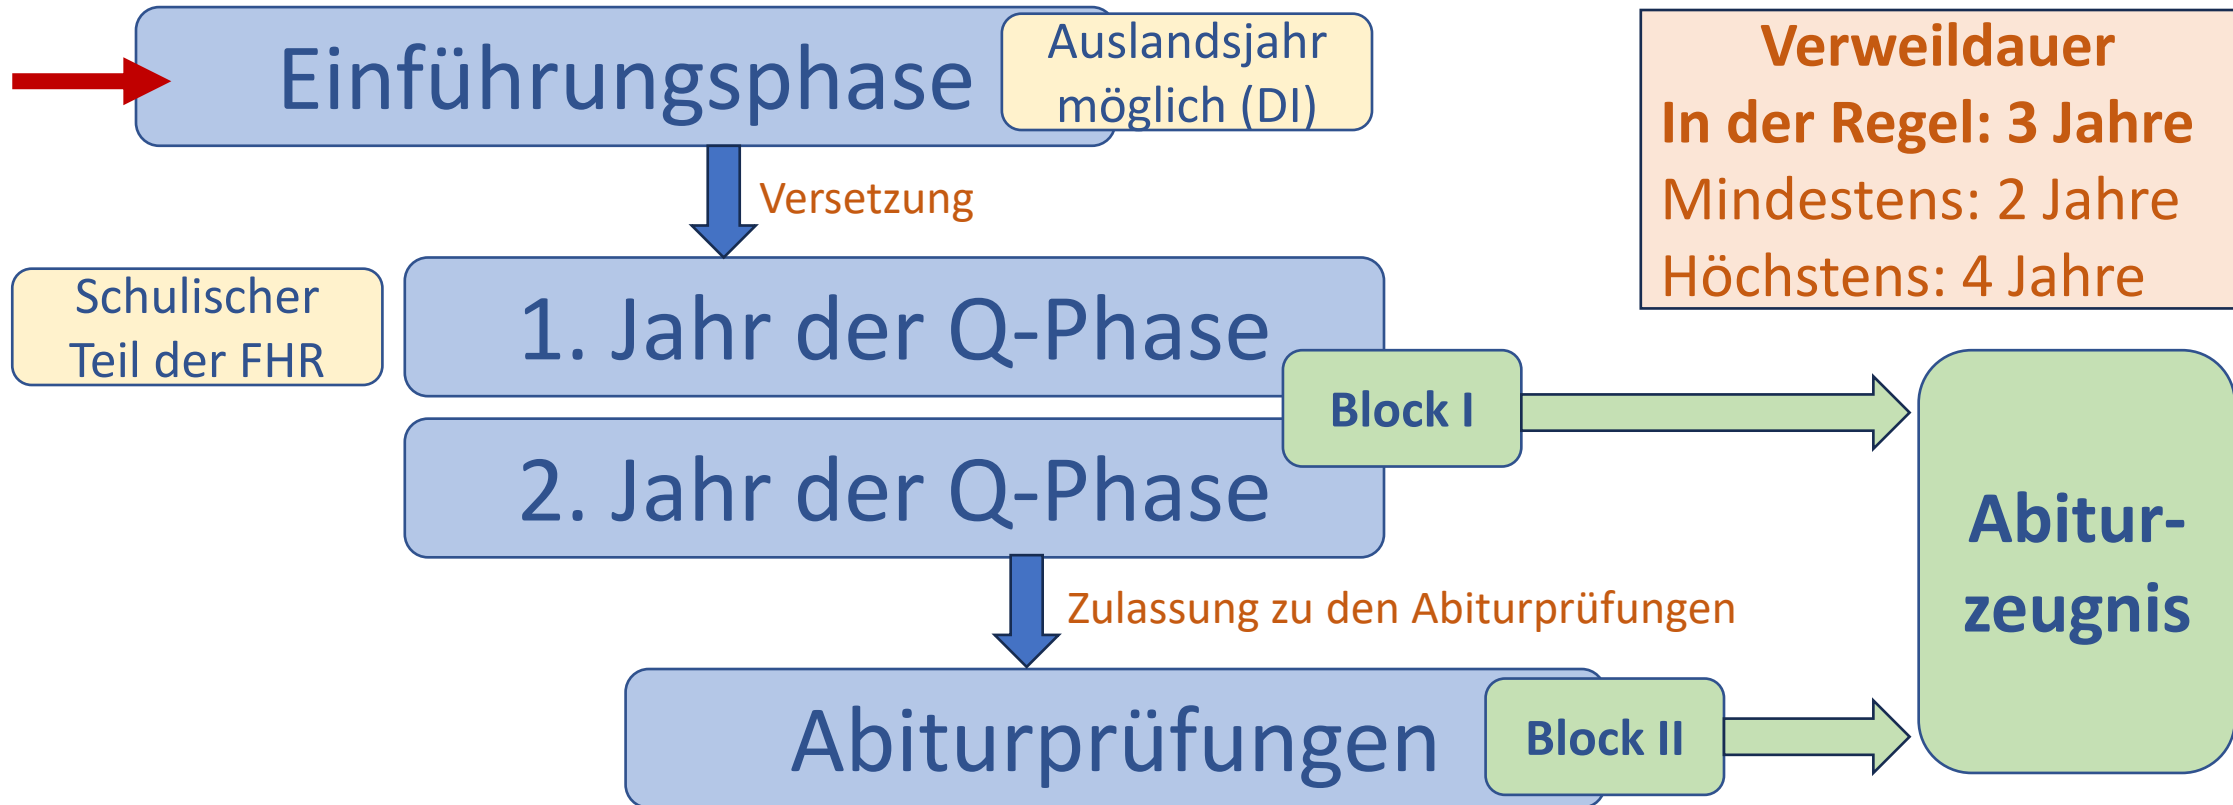 Einführungsphase
Auslandsjahr
möglich (DI)
Verweildauer
In der Regel: 3 Jahre
Mindestens: 2 Jahre
Höchstens: 4 Jahre
Versetzung
Schulischer
Teil der FHR
1. Jahr der Q-Phase
Block I
2. Jahr der Q-Phase
Zulassung zu den Abiturprüfungen
Abitur-
zeugnis
Abiturprüfungen
Block II